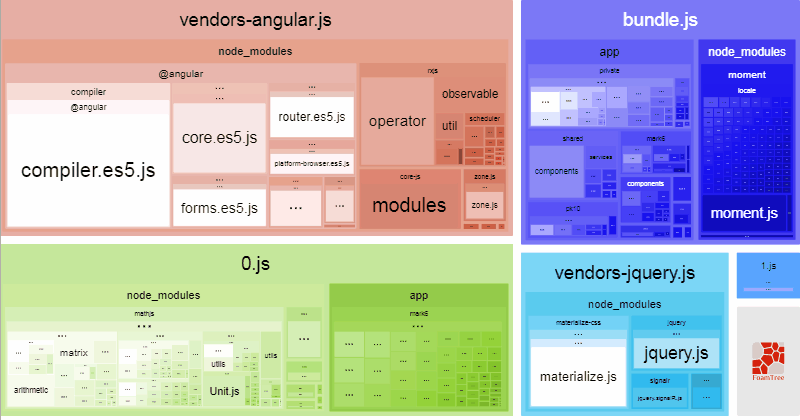 vendors-angular.js
node_modules
@angular
compiler
@angular
compiler.es5.js
...
core.es5.js
...
forms.es5.js
...
router.es5.js
...
platform-browser.es5.js
...
...
rxjs
operator
observable
util
scheduler
core-js
modules
zone.js
...
zone.js
bundle.js
app
private
...
shared
components
services
mark6
components
node_modules
moment
locale
moment.js
0.js
node_modules
mathjs
...
matrix
arithmetic
utils
Unit.js
utils
...
app
mark6
...
vendors-jquery.js
node_modules
materialize-css
...
materialize.js
jquery
...
jquery.js
signalr
jquery.signalR.js
...
1.js
...
FoamTree